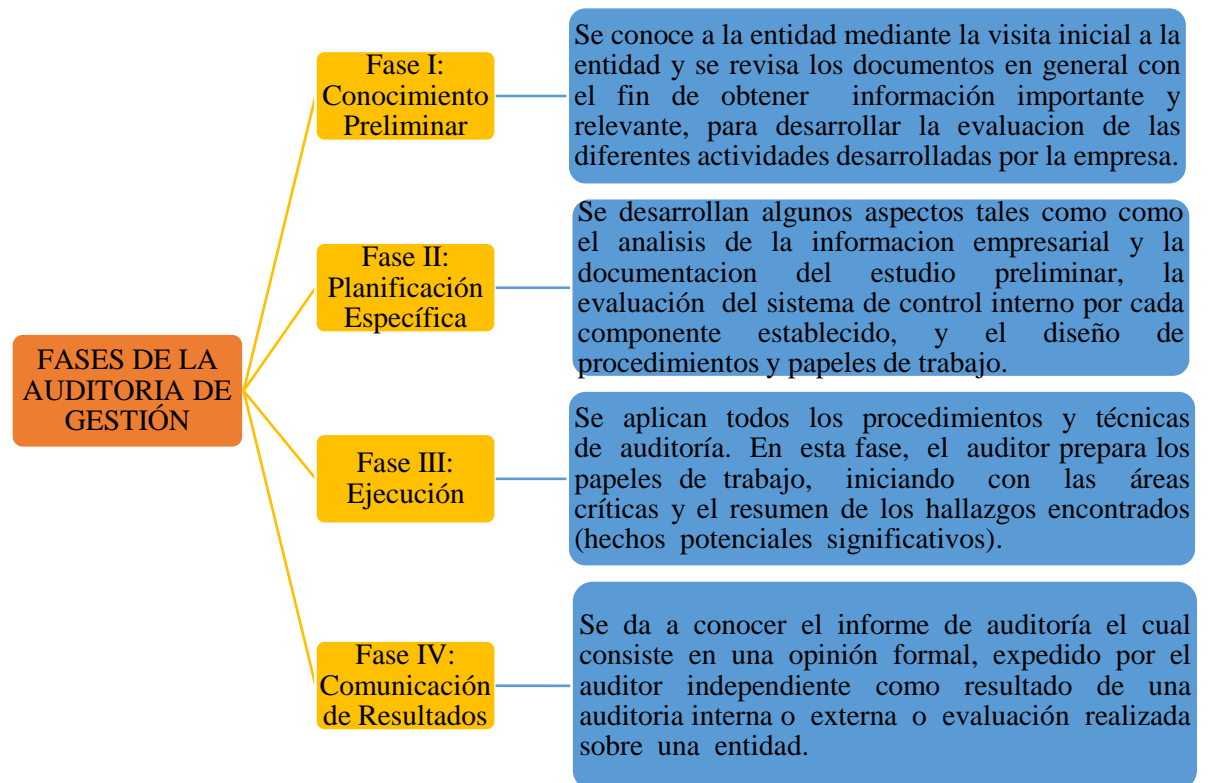 FASES DE LA
AUDITORIA DE
GESTIÓN
Fase I:
Conocimiento
Preliminar
Se conoce a la entidad mediante la visita inicial a la
entidad y se revisa los documentos en general con
el fin de obtener información importante y
relevante, para desarrollar la evaluacion de las
diferentes actividades desarrolladas por la empresa.
Fase II:
Planificación
Específica
Se desarrollan algunos aspectos tales como como
el analisis de la informacion empresarial y la
documentacion del estudio preliminar, la
evaluación del sistema de control interno por cada
componente establecido, y el diseño de
procedimientos y papeles de trabajo.
Fase III:
Ejecución
Se aplican todos los procedimientos y técnicas
de auditoría. En esta fase, el auditor prepara los
papeles de trabajo, iniciando con las áreas
críticas y el resumen de los hallazgos encontrados
(hechos potenciales significativos).
Fase IV:
Comunicación
de Resultados
Se da a conocer el informe de auditoría el cual
consiste en una opinión formal, expedido por el
auditor independiente como resultado de una
auditoria interna o externa o evaluación realizada
sobre una entidad.